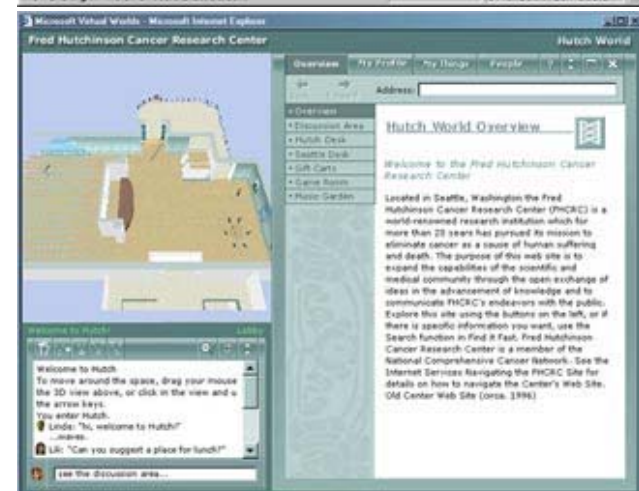 Microsoft Virtual Worlds - Microsoft Internet Explorer
Fred Hutchinson Cancer Research Center
Hutch World
Overview
My Profile
My Things
People
?
Address:
Overview
Discussion Area
Hutch Desk
Seattle Desk
Gift Carts
Game Room
Music Garden
Hutch World Overview
Welcome to the Fred Hutchinson Cancer
Research Center
Located in Seattle, Washington the Fred
Hutchinson Cancer Research Center (FHCRC) is a
world-renowned research institution which for
more than 20 years has pursued its mission to
eliminate cancer as a cause of human suffering
and death. The purpose of this web site is to
expand the capabilities of the scientific and
medical community through the open exchange of
ideas in the advancement of knowledge and to
communicate FHCRC's endeavors with the public.
Explore this site using the buttons on the left, or if
there is specific information you want, use the
Search function in Find it Fast. Fred Hutchinson
Cancer Research Center is a member of the
National Comprehensive Cancer Network. See the
Internet Services Navigating the FHCRC Site for
details on how to navigate the Center's Web Site.
Old Center Web Site (circa. 1996)
Welcome to Hutch!
Lobby
Welcome to Hutch
To move around the space, drag your mouse
the 3D view above, or click in the view and u
the arrow keys.
You enter Hutch.
Linda: "hi, welcome to Hutch!"
...waves.
Lili: "Can you suggest a place for lunch?"
see the discussion area...